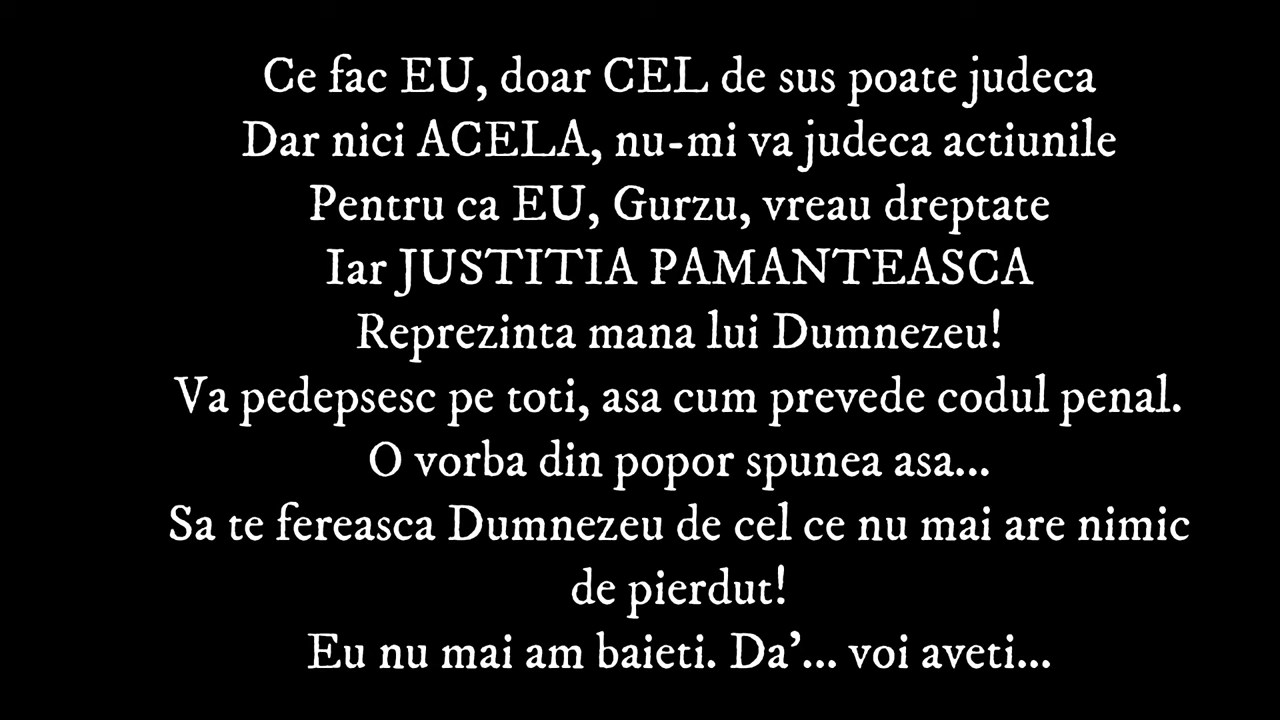 Ce fac EU, doar CEL de sus poate judeca
Dar nici ACELA, nu-mi va judeca actiunile
Pentru ca EU, Gurzu, vreau dreptate
Iar JUSTITIA PAMANTEASCA
Reprezinta mana lui Dumnezeu!
Va pedepsesc pe toti, asa cum prevede codul penal.
O vorba din popor spunea asa...
Sa te fereasca Dumnezeu de cel ce nu mai are nimic
de pierdut!
Eu nu mai am baieti. Da’... voi aveti...